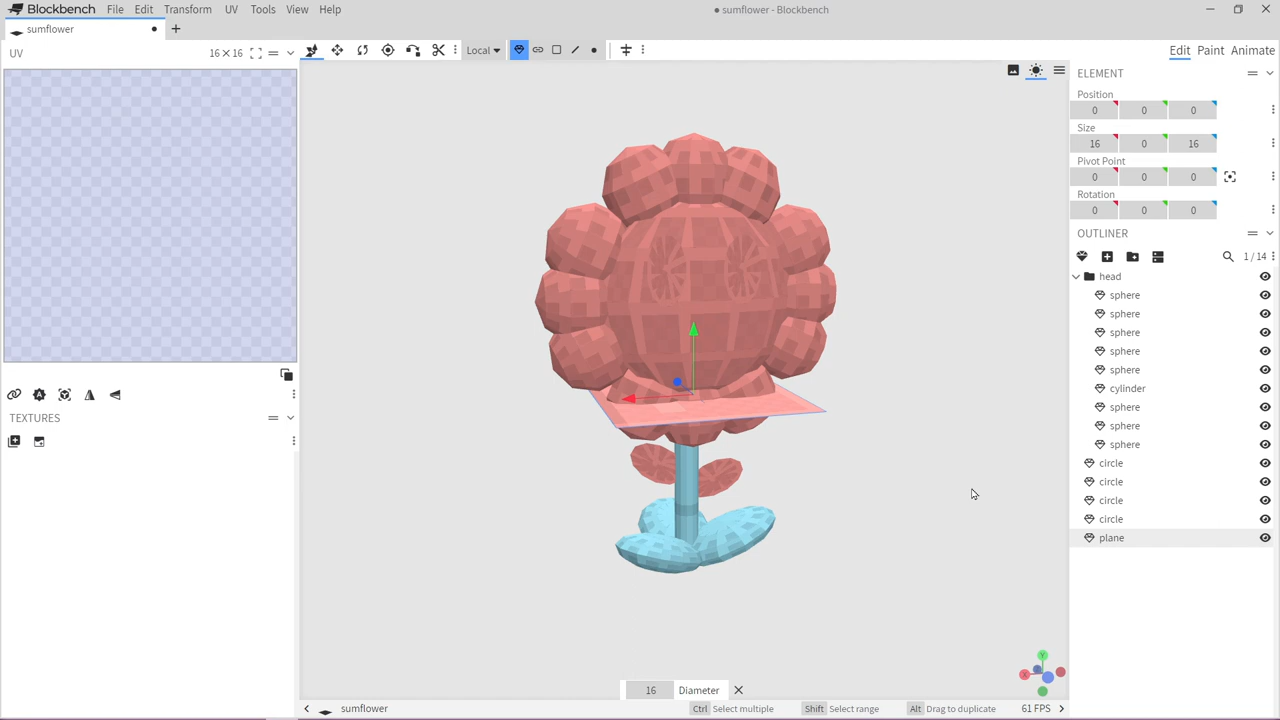 Blockbench File Edit Transform UV Tools View Help
• sumflower - Blockbench
sumflower
UV 16×16
Local
Edit Paint Animate
ELEMENT
Position
0 0 0
Size
16 0 16
Pivot Point
0 0 0
Rotation
0 0 0
OUTLINER
1 / 14
head
sphere
sphere
sphere
sphere
sphere
cylinder
sphere
sphere
sphere
circle
circle
circle
circle
plane
TEXTURES
X
Y
16 Diameter
sumflower
Ctrl Select multiple Shift Select range Alt Drag to duplicate 61 FPS